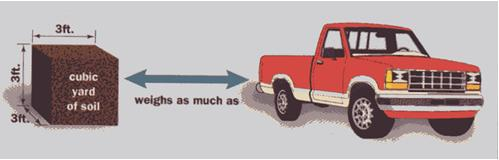 3ft.
3ft.
cubic
yard
of soil
3ft.
weighs as much as